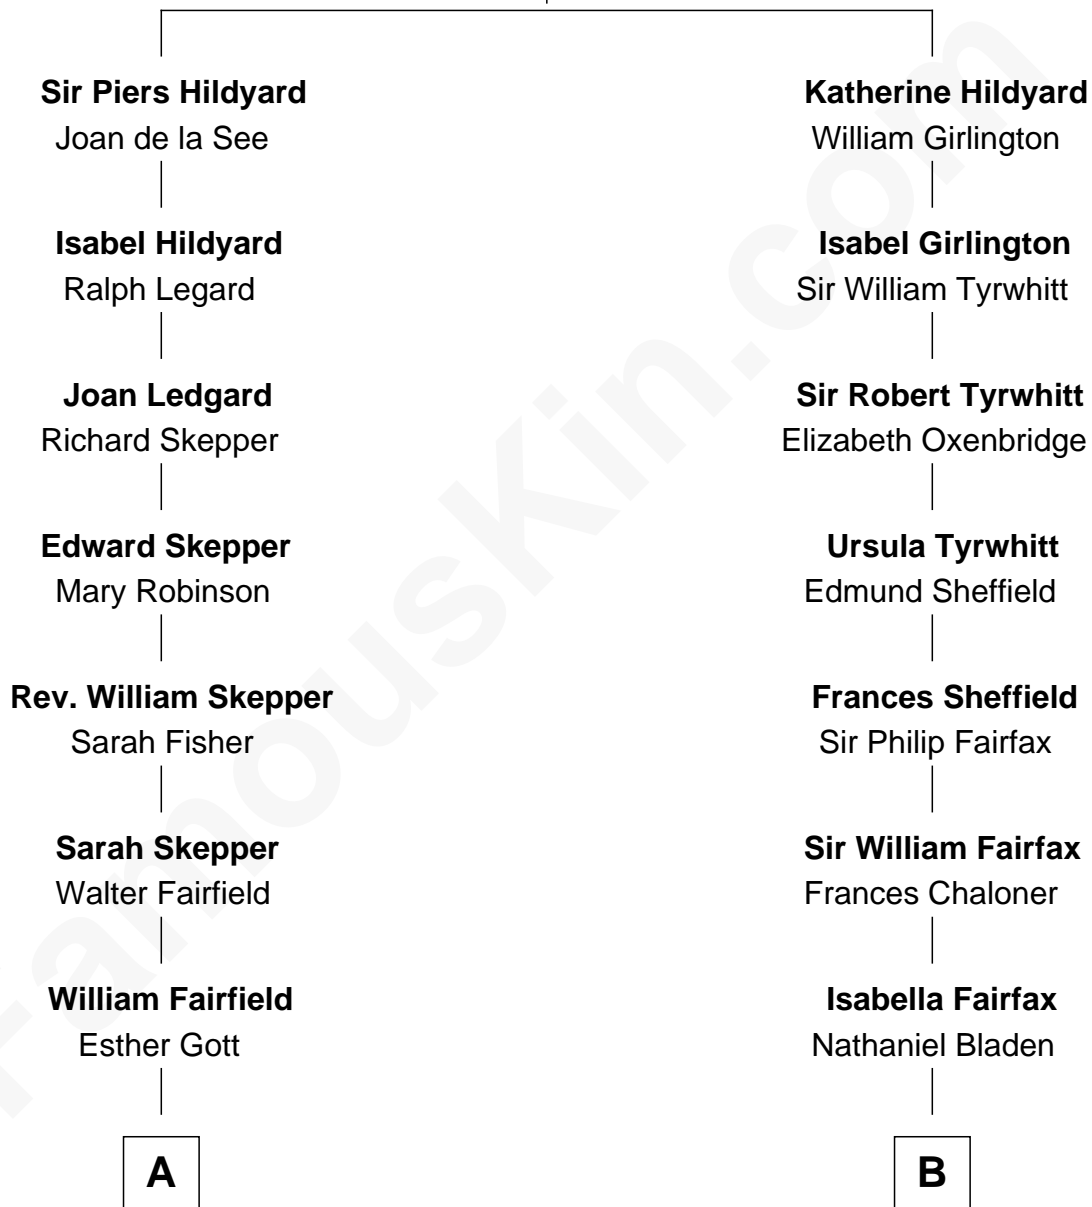 Sir Piers Hildyard
Joan de la See
Isabel Hildyard
Ralph Legard
Joan Ledgard
Richard Skepper
Edward Skepper
Mary Robinson
Rev. William Skepper
Sarah Fisher
Sarah Skepper
Walter Fairfield
William Fairfield
Esther Gott
A
Katherine Hildyard
William Girlington
Isabel Girlington
Sir William Tyrwhitt
Sir Robert Tyrwhitt
Elizabeth Oxenbridge
Ursula Tyrwhitt
Edmund Sheffield
Frances Sheffield
Sir Philip Fairfax
Sir William Fairfax
Frances Chaloner
Isabella Fairfax
Nathaniel Bladen
B
FamousKin.com